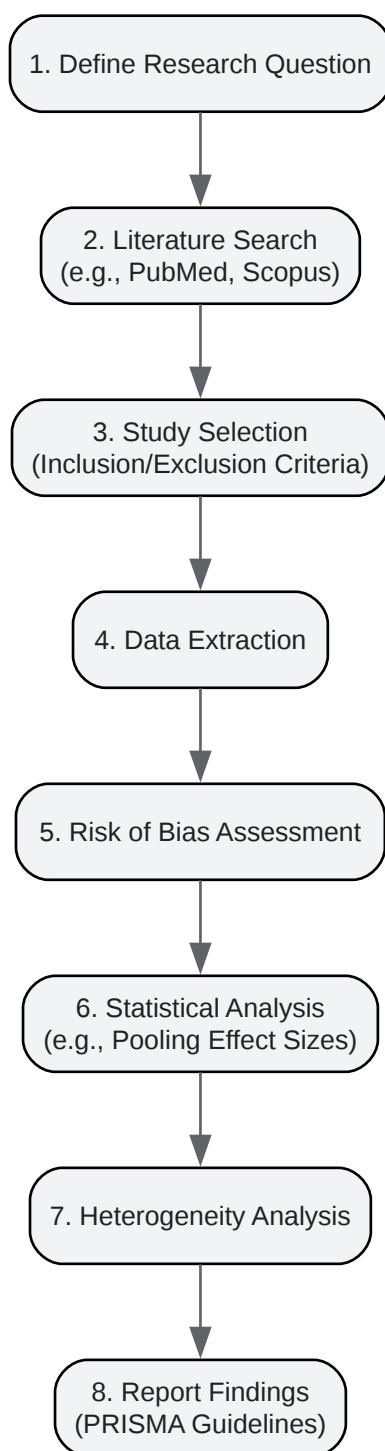 1. Define Research Question
2. Literature Search
(e.g., PubMed, Scopus)
3. Study Selection
(Inclusion/Exclusion Criteria)
4. Data Extraction
5. Risk of Bias Assessment
6. Statistical Analysis
(e.g., Pooling Effect Sizes)
7. Heterogeneity Analysis
8. Report Findings
(PRISMA Guidelines)